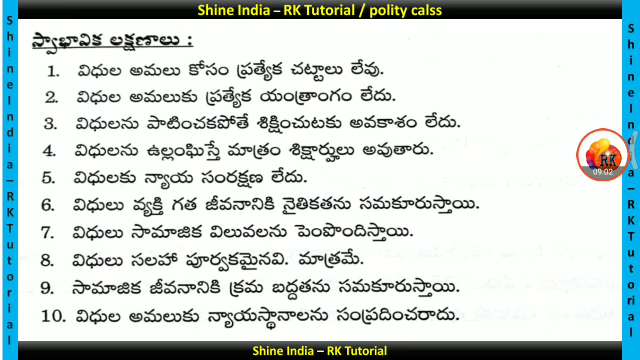 Shine India – RK Tutorial / polity calss
స్వాభావిక లక్షణాలు :
1. విధుల అమలు కోసం ప్రత్యేక చట్టాలు లేవు.
2. విధుల అమలుకు ప్రత్యేక యంత్రాంగం లేదు.
3. విధులను పాటించకపోతే శిక్షించుటకు అవకాశం లేదు.
4. విధులను ఉల్లంఘిస్తే మాత్రం శిక్షార్హులు అవుతారు.
5. విధులకు న్యాయ సంరక్షణ లేదు.
6. విధులు వ్యక్తి గత జీవనానికి నైతికతను సమకూరుస్తాయి.
7. విధులు సామాజిక విలువలను పెంపొందిస్తాయి.
8. విధులు సలహా పూర్వకమైనవి. మాత్రమే.
9. సామాజిక జీవనానికి క్రమ బద్దతను సమకూరుస్తాయి.
10. విధుల అమలుకు న్యాయస్థానాలను సంప్రదించరాదు.
Shine India – RK Tutorial
Shine India – RK Tutorial
Shine India – RK Tutorial
RK
09:02